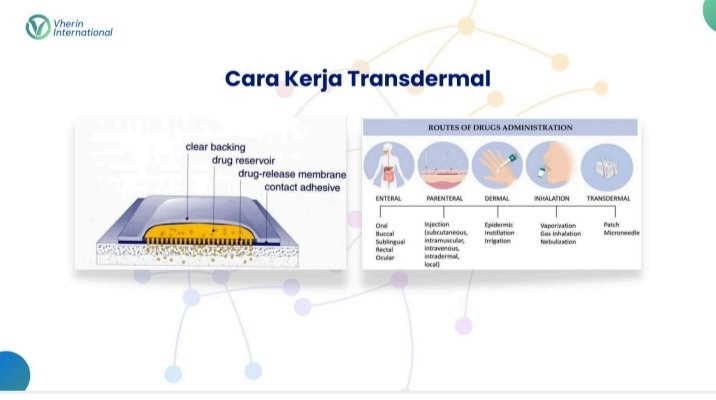 Vherin
International
Cara Kerja Transdermal
clear backing
drug reservoir
drug-release membrane
contact adhesive
ROUTES OF DRUGS ADMINISTRATION
ENTERAL
Oral
Buccal
Sublingual
Rectal
Ocular
PARENTERAL
Injection
(subcutaneous,
intramuscular,
intravenous,
intradermal,
local)
DERMAL
Epidermic
Instillation
Irrigation
INHALATION
Vaporization
Gas Inhalation
Nebulization
TRANSDERMAL
Patch
Microneedle